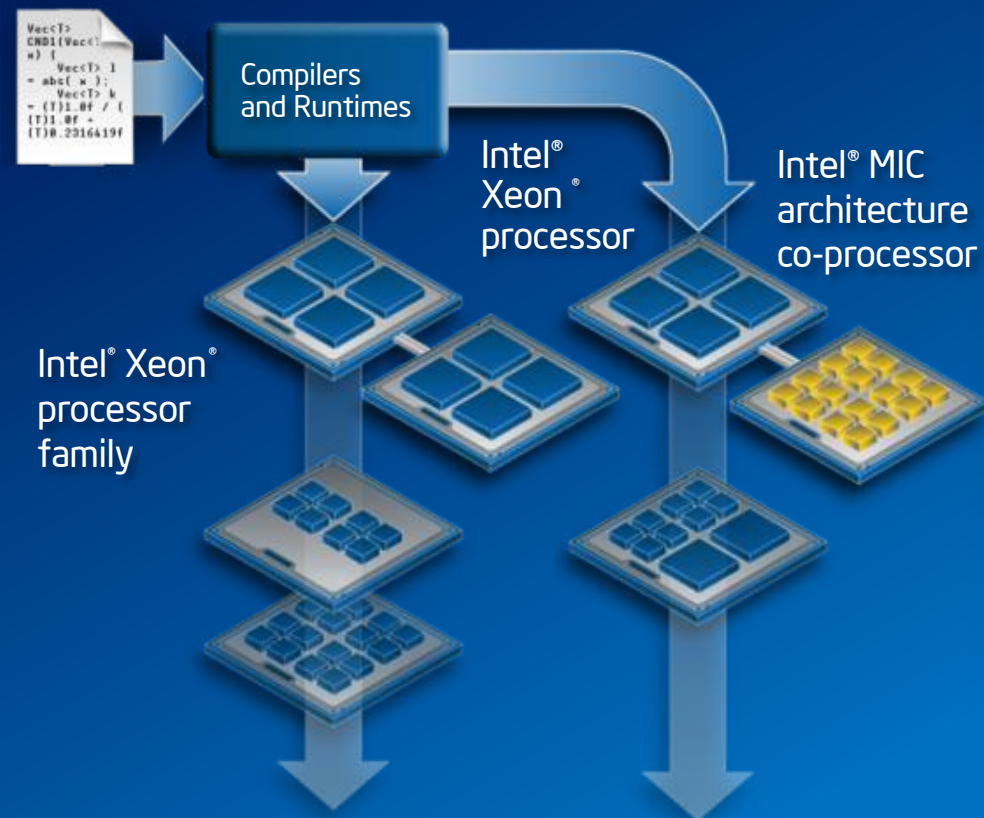 Vec<T>
CND1(Vec<T
x) {
Vec<T> l
= abs( x );
Vec<T> k
= (T)1.0f / (
(T)1.0f +
(T)0.2316419f
Compilers
and Runtimes
Intel®
Xeon®
processor
Intel® MIC
architecture
co-processor
Intel® Xeon®
processor
family